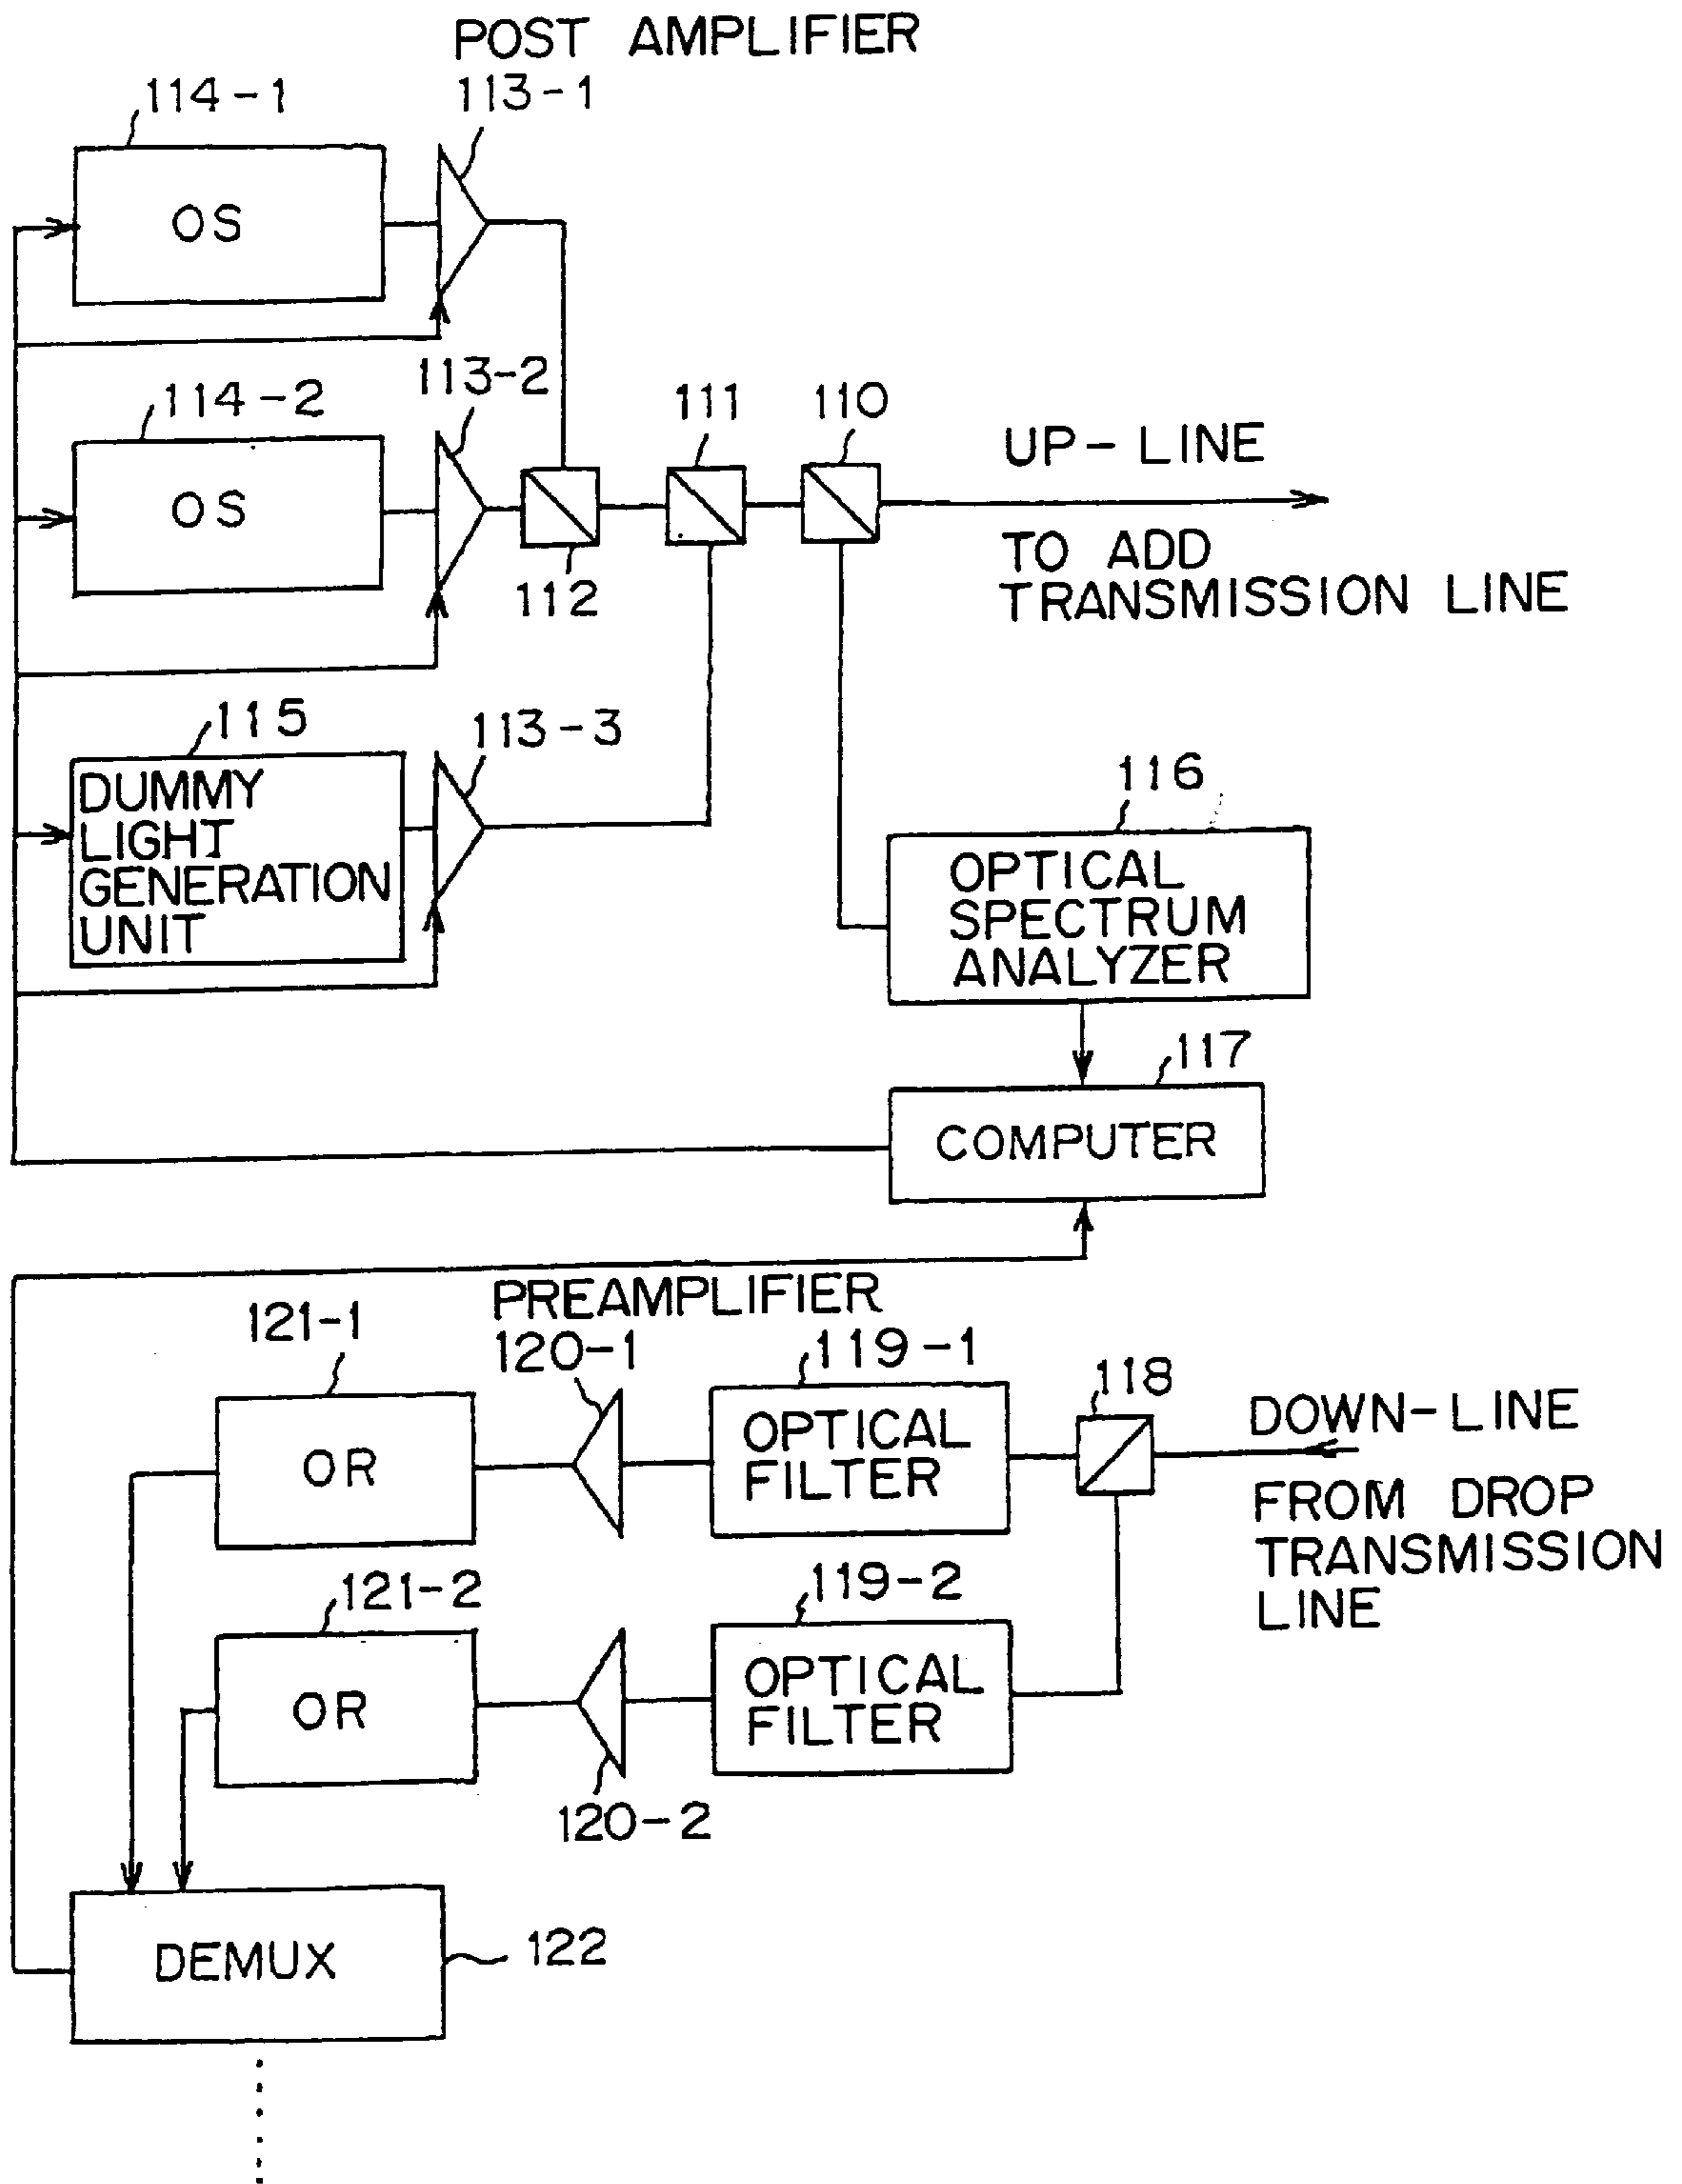 POST AMPLIFIER
114-1
113-1
OS
113-2
114-2
111
110
UP-LINE
OS
TO ADD
TRANSMISSION LINE
112
115
113-3
DUMMY
LIGHT
GENERATION
UNIT
116
OPTICAL
SPECTRUM
ANALYZER
117
COMPUTER
PREAMPLIFIER
121-1
120-1
119-1
118
DOWN-LINE
OR
OPTICAL
FILTER
FROM DROP
TRANSMISSION
LINE
121-2
119-2
OR
OPTICAL
FILTER
120-2
DEMUX
122